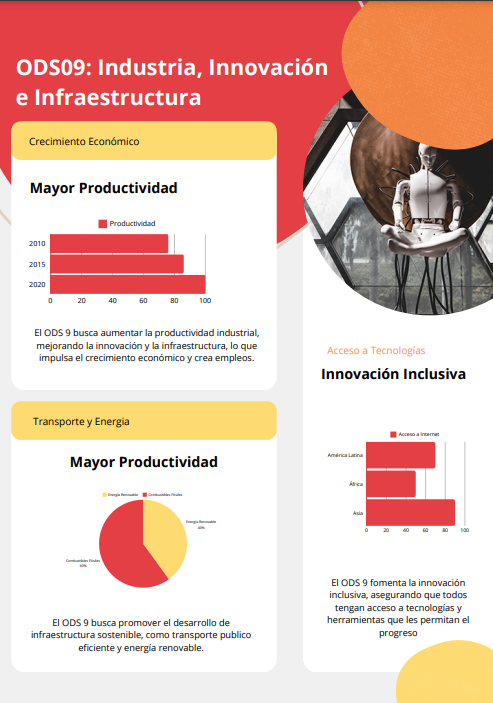 ODS09: Industria, Innovación
e Infraestructura
Crecimiento Económico
Mayor Productividad
Productividad
2010
2015
2020
0 20 40 60 80 100
El ODS 9 busca aumentar la productividad industrial,
mejorando la innovación y la infraestructura, lo que
impulsa el crecimiento económico y crea empleos.
Transporte y Energia
Mayor Productividad
Energía Renovable Combustibles Fósiles
Energía Renovable
40%
Combustibles Fósiles
60%
El ODS 9 busca promover el desarrollo de
infraestructura sostenible, como transporte publico
eficiente y energía renovable.
Acceso a Tecnologías
Innovación Inclusiva
Acceso a Internet
América Latina
África
Asia
0 20 40 60 80 100
El ODS 9 fomenta la innovación
inclusiva, asegurando que todos
tengan acceso a tecnologías y
herramientas que les permitan el
progreso